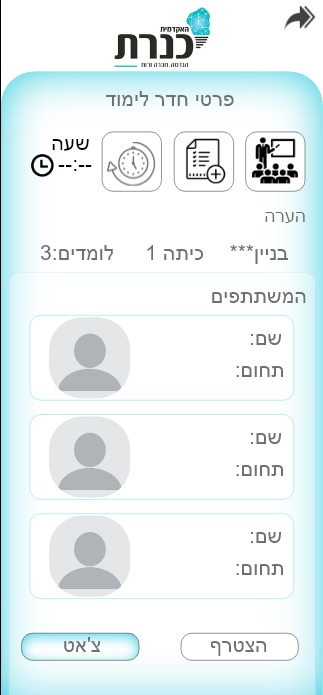 האקדמית
כנרת
הנדסה, חברה ורוח
פרטי חדר לימוד
שעה
--:--
הערה
בניין*** כיתה 1 לומדים:3
המשתתפים
שם:
תחום:
שם:
תחום:
שם:
תחום:
הצטרף צ'אט